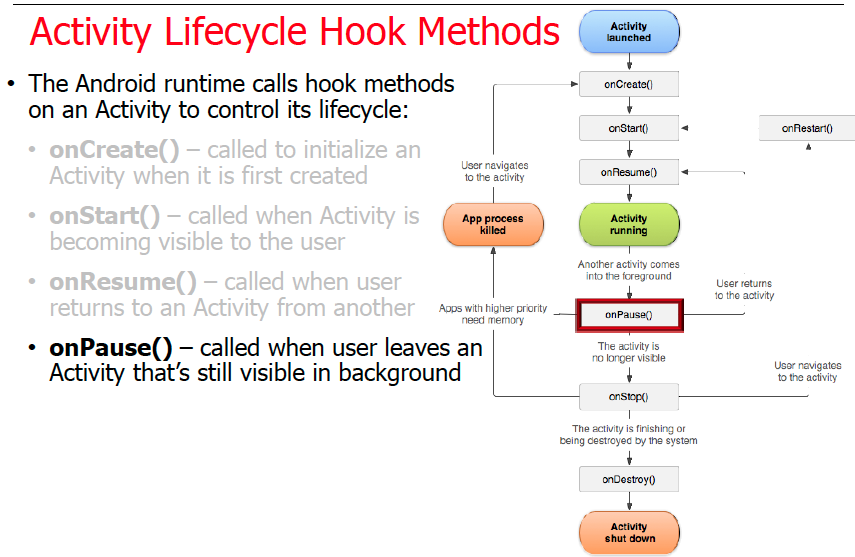 Activity Lifecycle Hook Methods
• The Android runtime calls hook methods
on an Activity to control its lifecycle:
• onCreate() – called to initialize an
Activity when it is first created
• onStart() – called when Activity is
becoming visible to the user
• onResume() – called when user
returns to an Activity from another
• onPause() – called when user leaves an
Activity that’s still visible in background
Activity
launched
onCreate()
onStart()
onRestart()
User navigates
to the activity
onResume()
App process
killed
Activity
running
Another activity comes
into the foreground
User returns
to the activity
Apps with higher priority
need memory
onPause()
The activity is
no longer visible
User navigates
to the activity
onStop()
The activity is finishing or
being destroyed by the system
onDestroy()
Activity
shut down